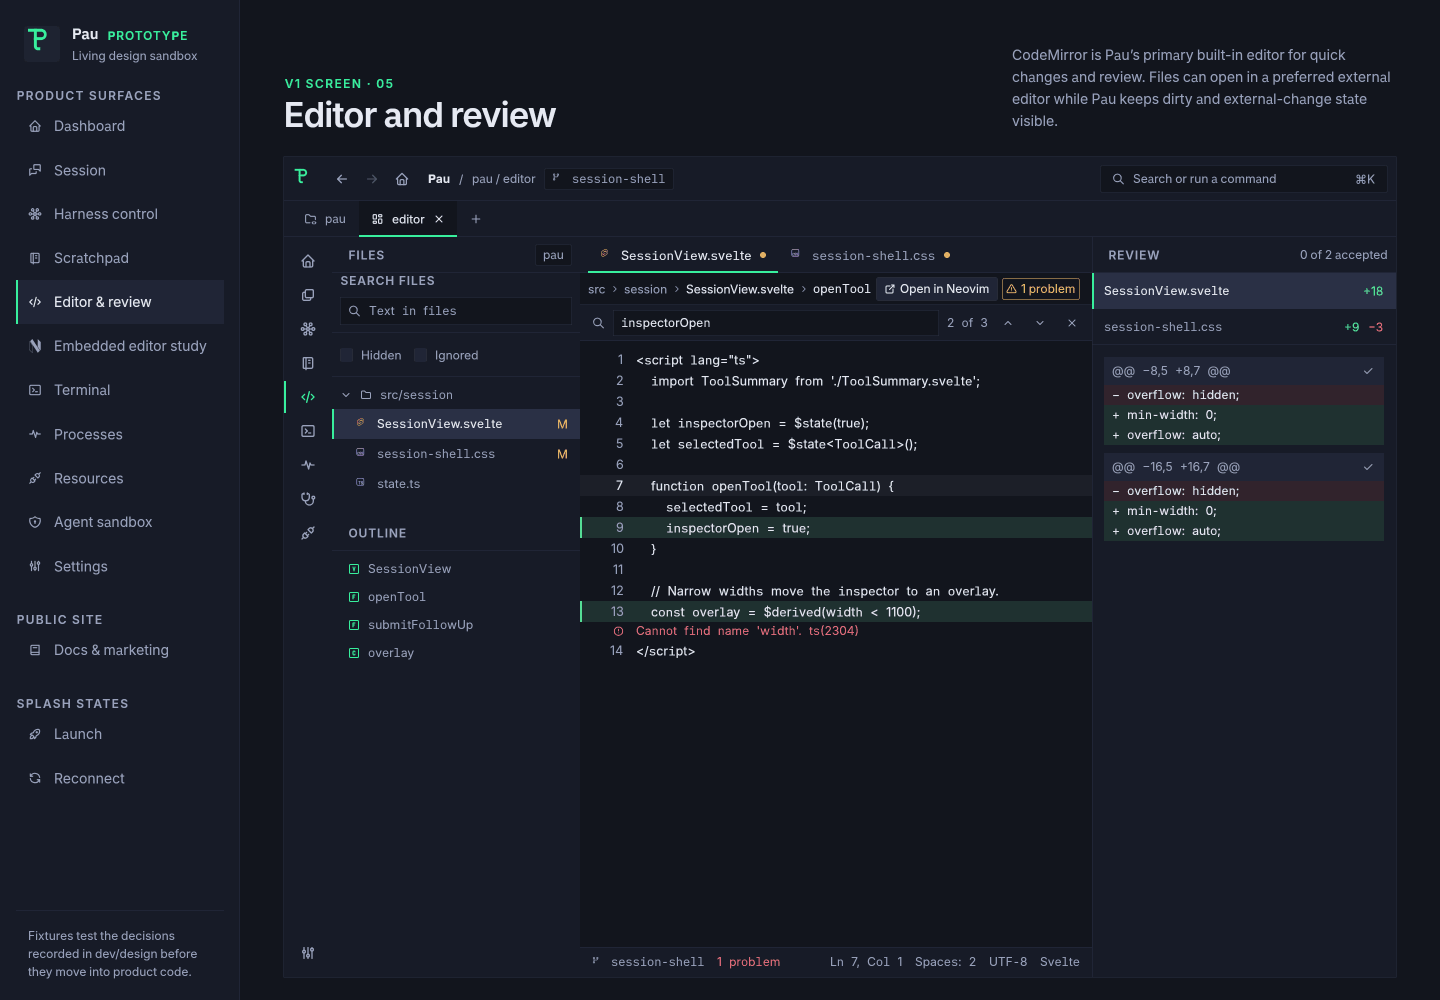 Pau PROTOTYPE
Living design sandbox
PRODUCT SURFACES
Dashboard
Session
Harness control
Scratchpad
Editor & review
Embedded editor study
Terminal
Processes
Resources
Agent sandbox
Settings
PUBLIC SITE
Docs & marketing
SPLASH STATES
Launch
Reconnect
Fixtures test the decisions
recorded in dev/design before
they move into product code.
V1 SCREEN · 05
Editor and review
CodeMirror is Pau's primary built-in editor for quick
changes and review. Files can open in a preferred external
editor while Pau keeps dirty and external-change state
visible.
Pau / pau / editor session-shell
Search or run a command ⌘K
pau editor
FILES pau
SEARCH FILES
Text in files
Hidden Ignored
src/session
SessionView.svelte M
session-shell.css M
state.ts
OUTLINE
SessionView
openTool
submitFollowUp
overlay
SessionView.svelte session-shell.css
src › session › SessionView.svelte › openTool Open in Neovim 1 problem
inspectorOpen 2 of 3
1 <script lang="ts">
2 import ToolSummary from './ToolSummary.svelte';
3
4 let inspectorOpen = $state(true);
5 let selectedTool = $state<ToolCall>();
6
7 function openTool(tool: ToolCall) {
8 selectedTool = tool;
9 inspectorOpen = true;
10 }
11
12 // Narrow widths move the inspector to an overlay.
13 const overlay = $derived(width < 1100);
Cannot find name 'width'. ts(2304)
14 </script>
session-shell 1 problem Ln 7, Col 1 Spaces: 2 UTF-8 Svelte
REVIEW 0 of 2 accepted
SessionView.svelte +18
session-shell.css +9 −3
@@ −8,5 +8,7 @@
− overflow: hidden;
+ min-width: 0;
+ overflow: auto;
@@ −16,5 +16,7 @@
− overflow: hidden;
+ min-width: 0;
+ overflow: auto;